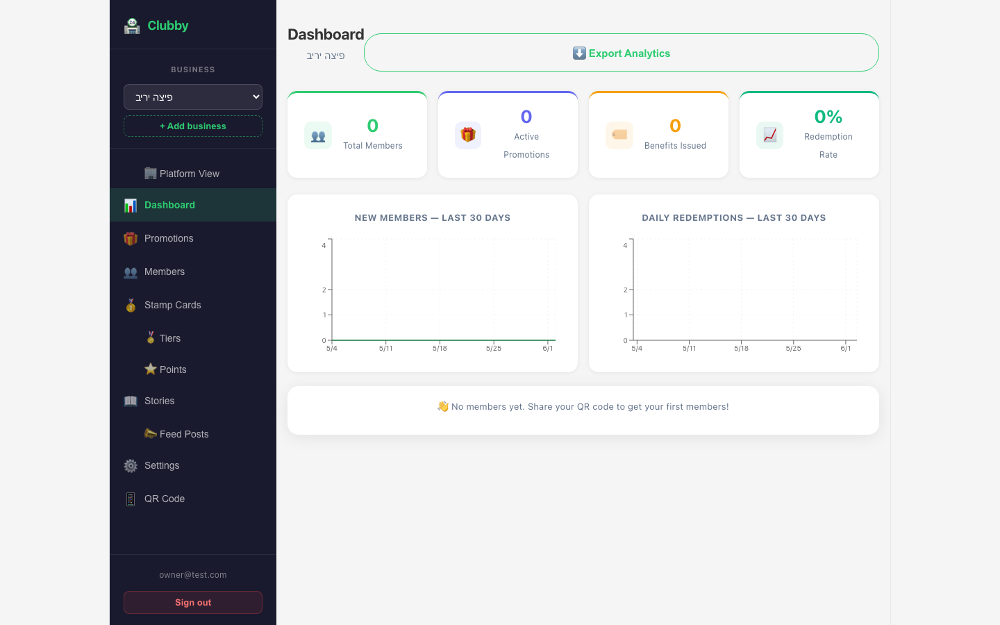 Clubby
BUSINESS
פיצה יריב
+ Add business
Platform View
Dashboard
Promotions
Members
Stamp Cards
Tiers
Points
Stories
Feed Posts
Settings
QR Code
owner@test.com
Sign out
Dashboard
פיצה יריב
Export Analytics
0
Total Members
0
Active
Promotions
0
Benefits Issued
0%
Redemption
Rate
NEW MEMBERS — LAST 30 DAYS
4
2
1
0
5/4 5/11 5/18 5/25 6/1
DAILY REDEMPTIONS — LAST 30 DAYS
4
2
1
0
5/4 5/11 5/18 5/25 6/1
👋 No members yet. Share your QR code to get your first members!